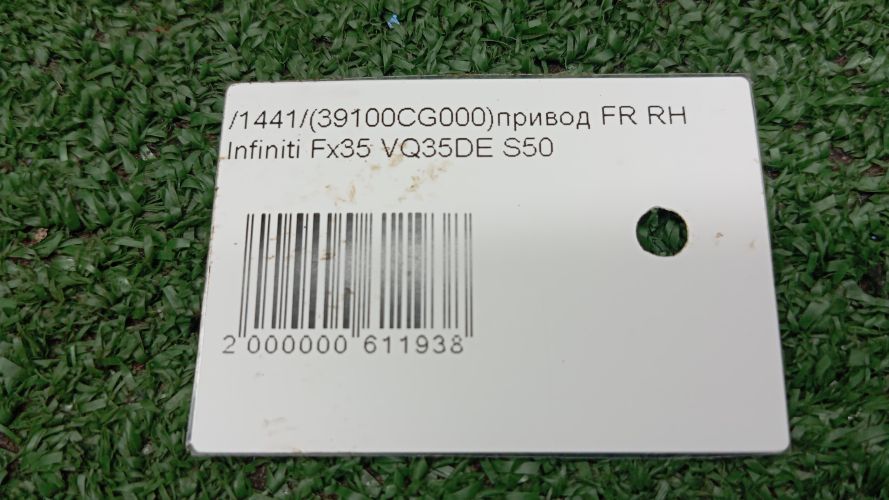 /1441/(39100CG000)привод FR RH
Infiniti Fx35 VQ35DE S50
2 000000 611938